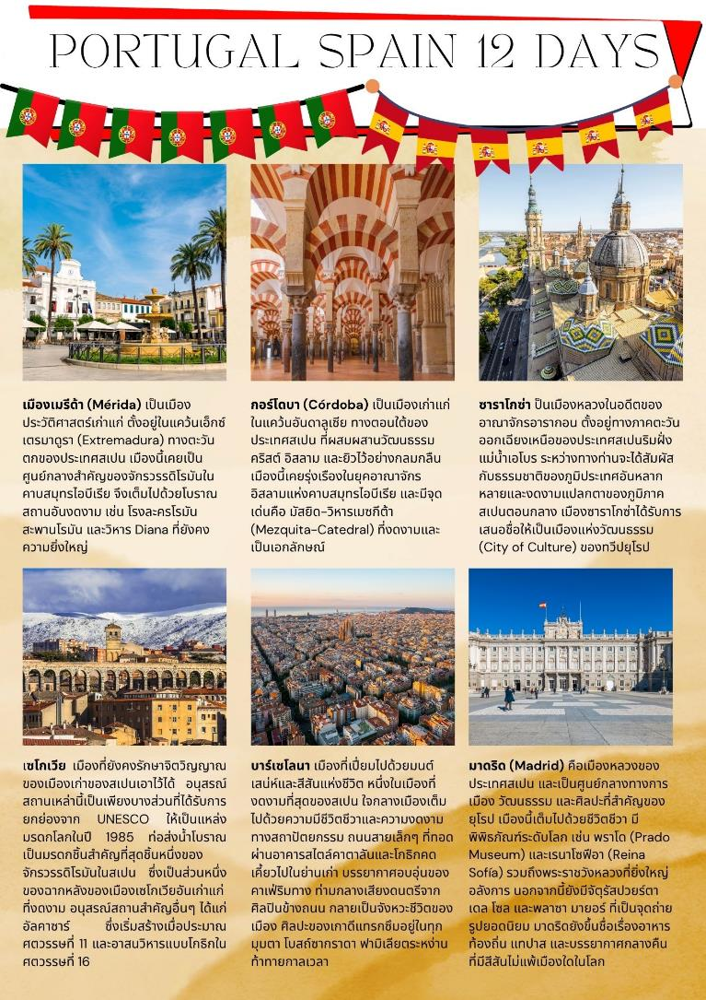 PORTUGAL SPAIN 12 DAYS
เมืองเมรีด้า (Mérida) เป็นเมือง
ประวัติศาสตร์เก่าแก่ ตั้งอยู่ในแคว้นเอ็กซ์
เตรมาดูรา (Extremadura) ทางตะวัน
ตกของประเทศสเปน เมืองนี้เคยเป็น
ศูนย์กลางสำคัญของจักรวรรดิโรมันใน
คาบสมุทรไอบีเรีย จึงเต็มไปด้วยโบราณ
สถานอันงดงาม เช่น โรงละครโรมัน
สะพานโรมัน และวิหาร Diana ที่ยังคง
ความยิ่งใหญ่
กอร์โดบา (Córdoba) เป็นเมืองเก่าแก่
ในแคว้นอันดาลูเซีย ทางตอนใต้ของ
ประเทศสเปน ที่ผสมผสานวัฒนธรรม
คริสต์ อิสลาม และยิวไว้อย่างกลมกลืน
เมืองนี้เคยรุ่งเรืองในยุคอาณาจักร
อิสลามแห่งคาบสมุทรไอบีเรีย และมีจุด
เด่นคือ มัสยิด-วิหารเมซกีต้า
(Mezquita-Catedral) ที่งดงามและ
เป็นเอกลักษณ์
ซาราโกซ่า ป็นเมืองหลวงในอดีตของ
อาณาจักรอารากอน ตั้งอยู่ทางภาคตะวัน
ออกเฉียงเหนือของประเทศสเปนริมฝั่ง
แม่น้ำเอโบร ระหว่างทางท่านจะได้สัมผัส
กับธรรมชาติของภูมิประเทศอันหลาก
หลายและงดงามแปลกตาของภูมิภาค
สเปนตอนกลาง เมืองซาราโกซ่าได้รับการ
เสนอชื่อให้เป็นเมืองแห่งวัฒนธรรม
(City of Culture) ของทวีปยุโรป
เซโกเวีย เมืองที่ยังคงรักษาจิตวิญญาณ
ของเมืองเก่าของสเปนเอาไว้ได้ อนุสรณ์
สถานเหล่านี้เป็นเพียงบางส่วนที่ได้รับการ
ยกย่องจาก UNESCO ให้เป็นแหล่ง
มรดกโลกในปี 1985 ท่อส่งน้ำโบราณ
เป็นมรดกชิ้นสำคัญที่สุดชิ้นหนึ่งของ
จักรวรรดิโรมันในสเปน ซึ่งเป็นส่วนหนึ่ง
ของฉากหลังของเมืองเซโกเวียอันเก่าแก่
ที่งดงาม อนุสรณ์สถานสำคัญอื่นๆ ได้แก่
อัลคาซาร์ ซึ่งเริ่มสร้างเมื่อประมาณ
ศตวรรษที่ 11 และอาสนวิหารแบบโกธิกใน
ศตวรรษที่ 16
บาร์เซโลนา เมืองที่เปี่ยมไปด้วยมนต์
เสน่ห์และสีสันแห่งชีวิต หนึ่งในเมืองที่
งดงามที่สุดของสเปน ใจกลางเมืองเต็ม
ไปด้วยความมีชีวิตชีวาและความงดงาม
ทางสถาปัตยกรรม ถนนสายเล็กๆ ที่ทอด
ผ่านอาคารสไตล์คาตาลันและโกธิกคด
เคี้ยวไปในย่านเก่า บรรยากาศอบอุ่นของ
คาเฟ่ริมทาง ท่ามกลางเสียงดนตรีจาก
ศิลปินข้างถนน กลายเป็นจังหวะชีวิตของ
เมือง ศิลปะของเกาดีแทรกซึมอยู่ในทุก
มุมตา โบสถ์ซากราดา ฟามิเลียตระหง่าน
ท้าทายกาลเวลา
มาดริด (Madrid) คือเมืองหลวงของ
ประเทศสเปน และเป็นศูนย์กลางทางการ
เมือง วัฒนธรรม และศิลปะที่สำคัญของ
ยุโรป เมืองนี้เต็มไปด้วยชีวิตชีวา มี
พิพิธภัณฑ์ระดับโลก เช่น พราโด (Prado
Museum) และเรนาโซฟีอา (Reina
Sofía) รวมถึงพระราชวังหลวงที่ยิ่งใหญ่
อลังการ นอกจากนี้ยังมีจัตุรัสปวยร์ตา
เดล โซล และพลาซา มายอร์ ที่เป็นจุดถ่าย
รูปยอดนิยม มาดริดยังขึ้นชื่อเรื่องอาหาร
ท้องถิ่น แทปาส และบรรยากาศกลางคืน
ที่มีสีสันไม่แพ้เมืองใดในโลก